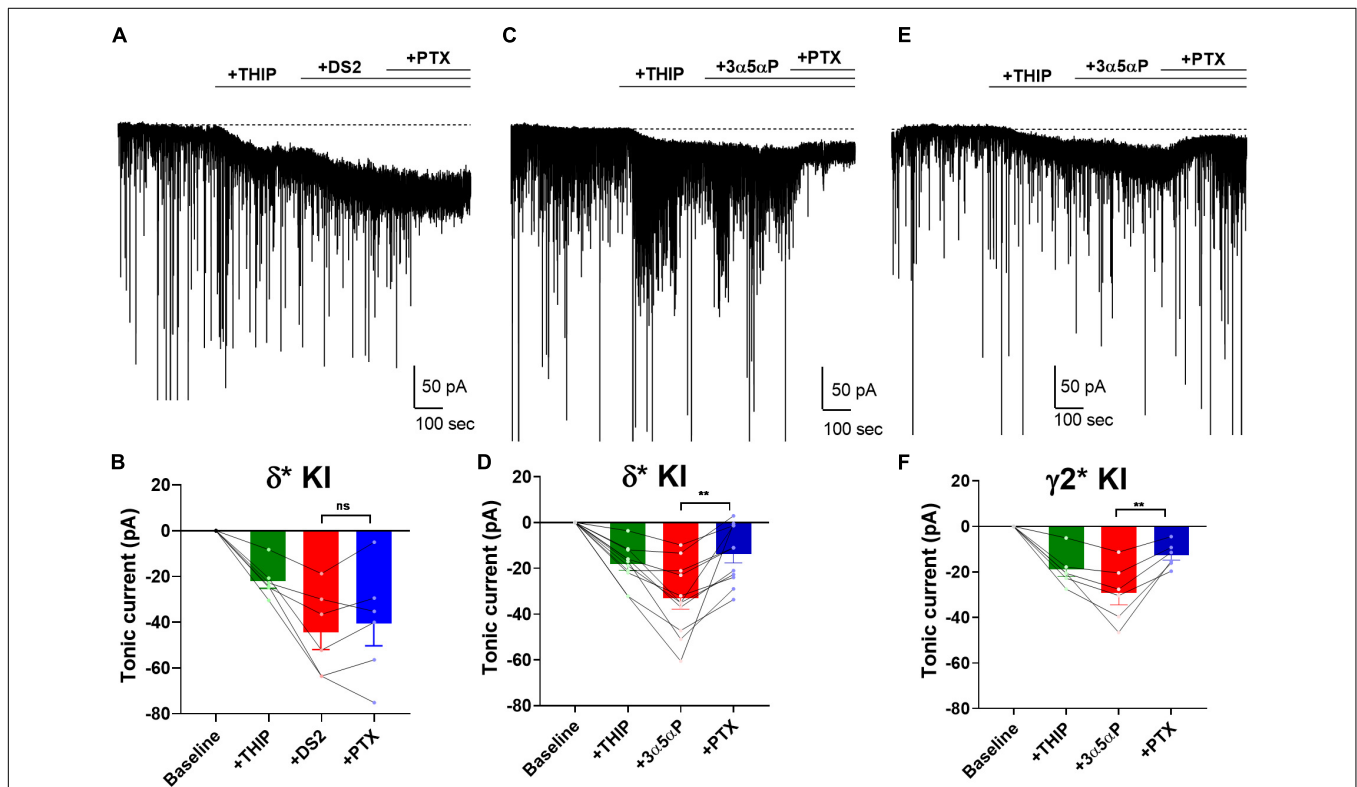 A
+THIP
+DS2
+PTX
50 pA
100 sec
C
+THIP
+3α5αP
+PTX
50 pA
100 sec
E
+THIP
+3α5αP
+PTX
50 pA
100 sec
B
δ* KI
Tonic current (pA)
20
0
-20
-40
-60
-80
ns
Baseline
+THIP
+DS2
+PTX
D
δ* KI
Tonic current (pA)
20
0
-20
-40
-60
-80
**
Baseline
+THIP
+3α5αP
+PTX
F
γ2* KI
Tonic current (pA)
20
0
-20
-40
-60
-80
**
Baseline
+THIP
+3α5αP
+PTX